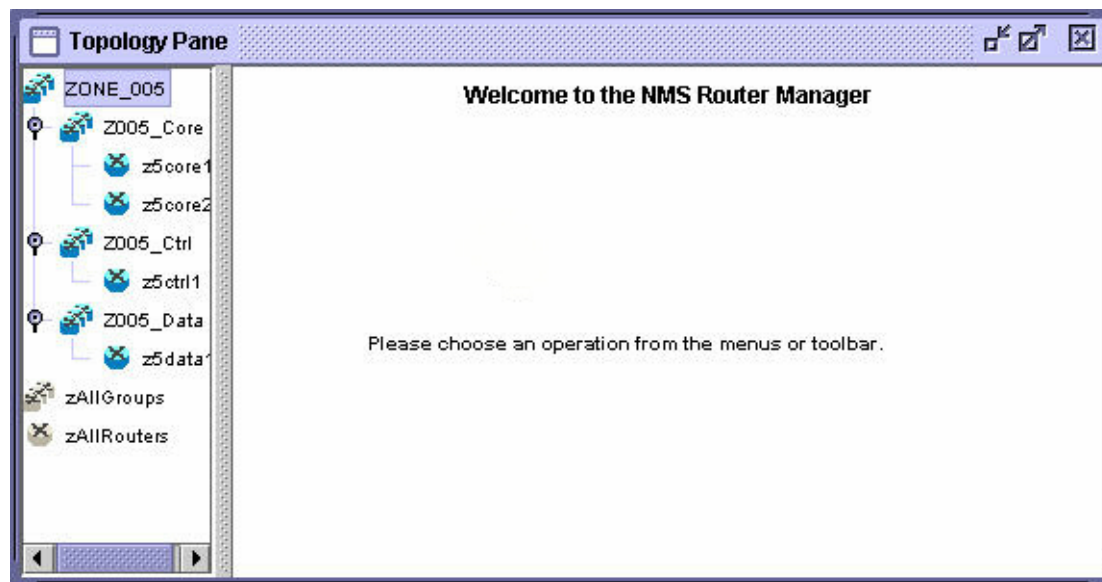 Topology Pane
ZONE_005
Z005_Core
z5core1
z5core2
Z005_Ctrl
z5ctrl1
Z005_Data
z5data1
zAllGroups
zAllRouters
Welcome to the NMS Router Manager
Please choose an operation from the menus or toolbar.